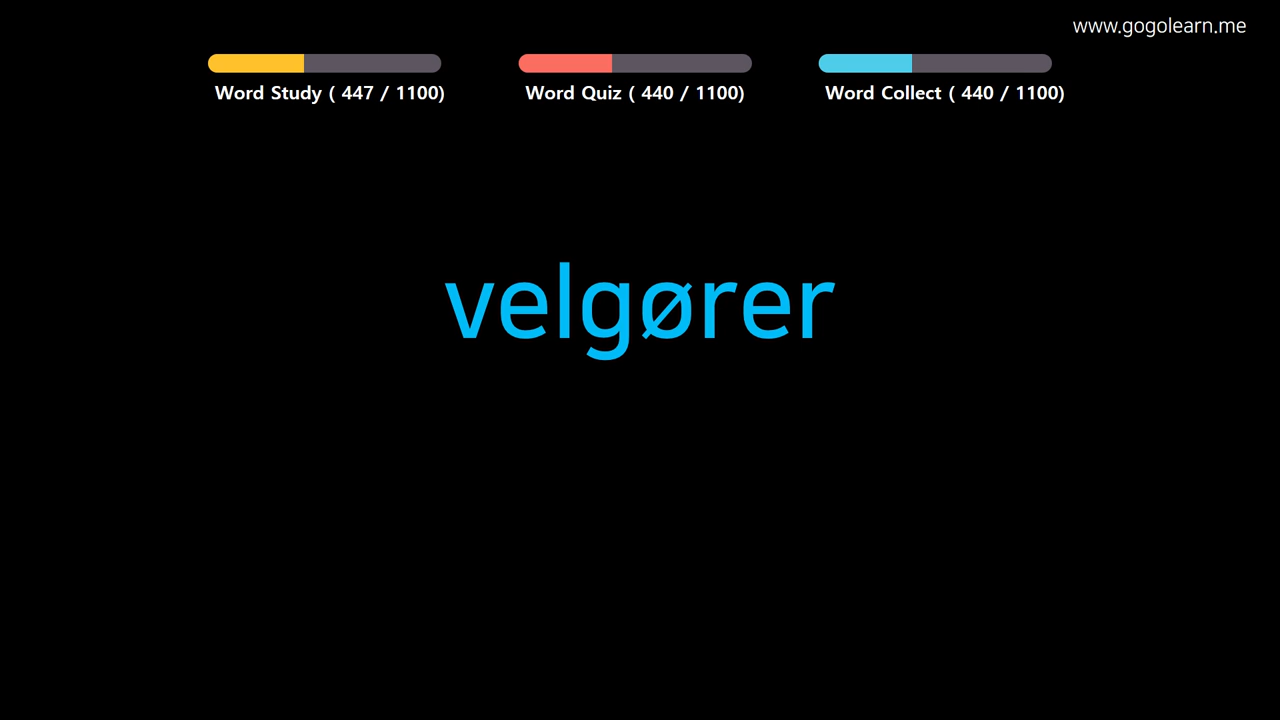 www.gogolearn.me
Word Study ( 447 / 1100)
Word Quiz ( 440 / 1100)
Word Collect ( 440 / 1100)
velgører